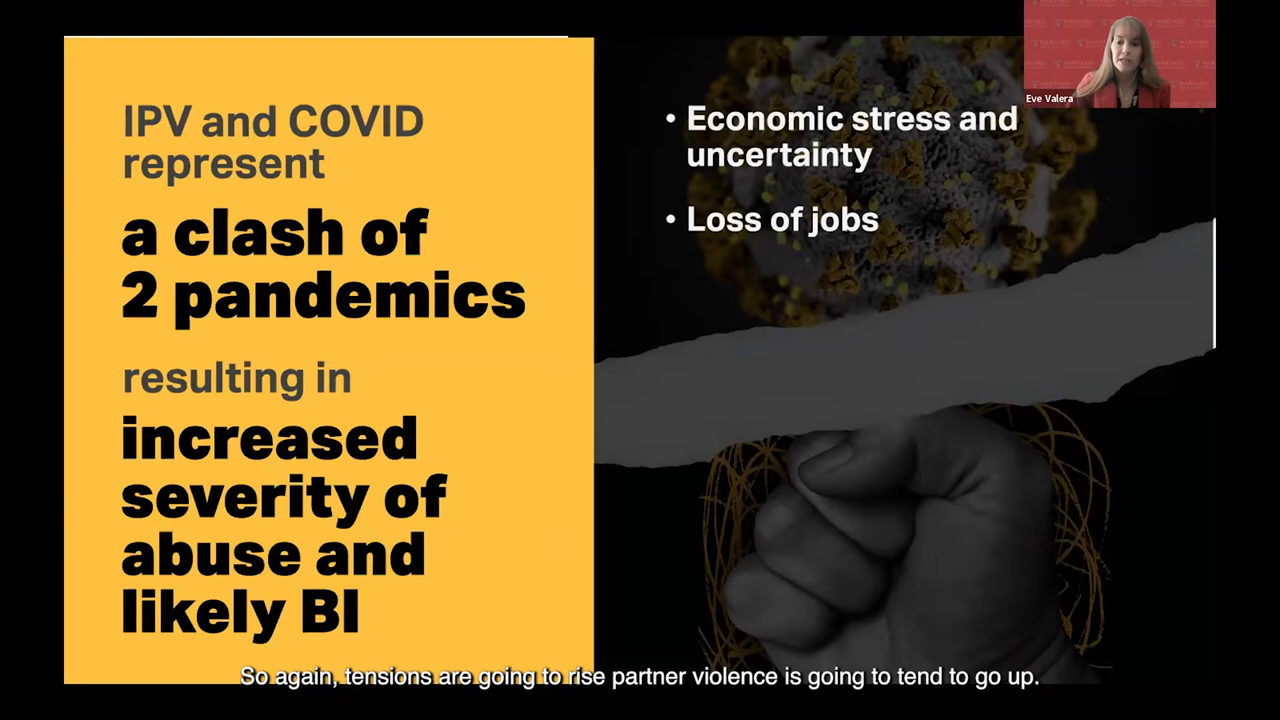 IPV and COVID
represent
a clash of
2 pandemics
resulting in
increased
severity of
abuse and
likely BI
• Economic stress and
uncertainty
• Loss of jobs
Eve Valera
So again, tensions are going to rise partner violence is going to tend to go up.